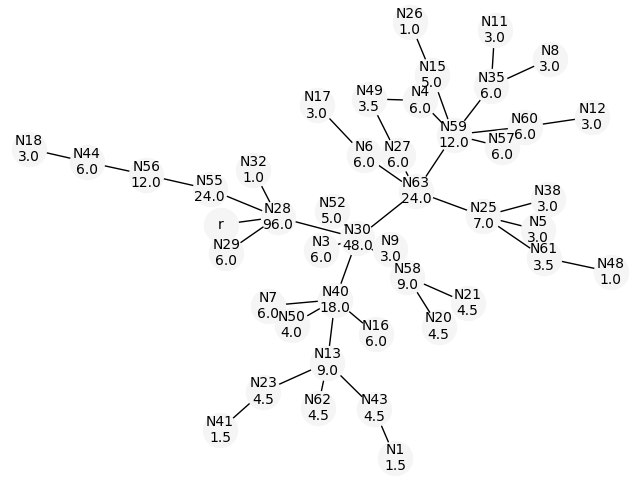 N26
1.0
N11
3.0
N8
3.0
N15
5.0
N35
6.0
N49
3.5
N4
6.0
N17
3.0
N59
12.0
N60
6.0
N12
3.0
N57
6.0
N6
6.0
N27
6.0
N18
3.0
N44
6.0
N56
12.0
N55
24.0
N32
1.0
N63
24.0
N38
3.0
N25
7.0
N5
3.0
N52
5.0
N28
96.0
r
N29
6.0
N3
6.0
N30
48.0
N9
3.0
N61
3.5
N48
1.0
N58
9.0
N21
4.5
N20
4.5
N40
18.0
N7
6.0
N50
4.0
N16
6.0
N13
9.0
N23
4.5
N62
4.5
N43
4.5
N41
1.5
N1
1.5